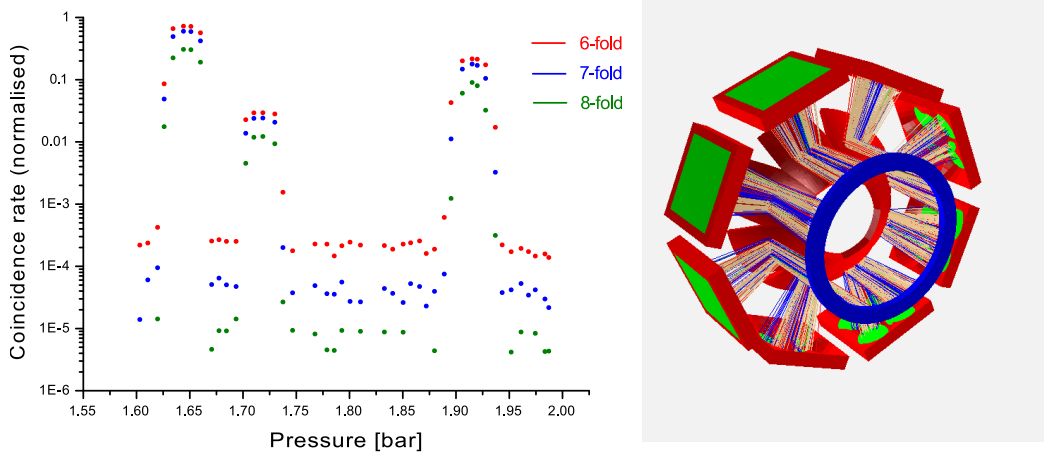 Coincidence rate (normalised)
1
0.1
0.01
1E-3
1E-4
1E-5
1E-6
6-fold
7-fold
8-fold
1.55
1.60
1.65
1.70
1.75
1.80
1.85
1.90
1.95
2.00
Pressure [bar]